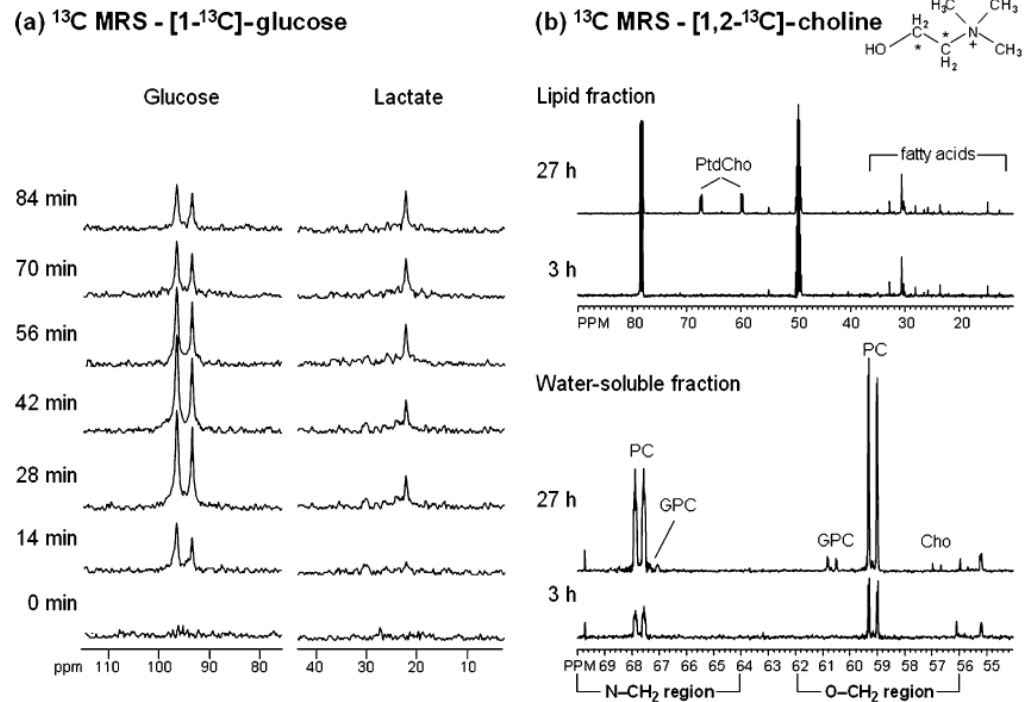 (a) ¹³C MRS - [1-¹³C]-glucose
Glucose Lactate
84 min
70 min
56 min
42 min
28 min
14 min
0 min
ppm 110 100 90 80 40 30 20 10
(b) ¹³C MRS - [1,2-¹³C]-choline
H₃C CH₃
H₂
C N
HO * * + CH₃
C
H₂
Lipid fraction
27 h PtdCho fatty acids
3 h
PPM 80 70 60 50 40 30 20
Water-soluble fraction
PC
PC
GPC
27 h GPC Cho
3 h
PPM 69 68 67 66 65 64 63 62 61 60 59 58 57 56 55
N–CH₂ region O–CH₂ region